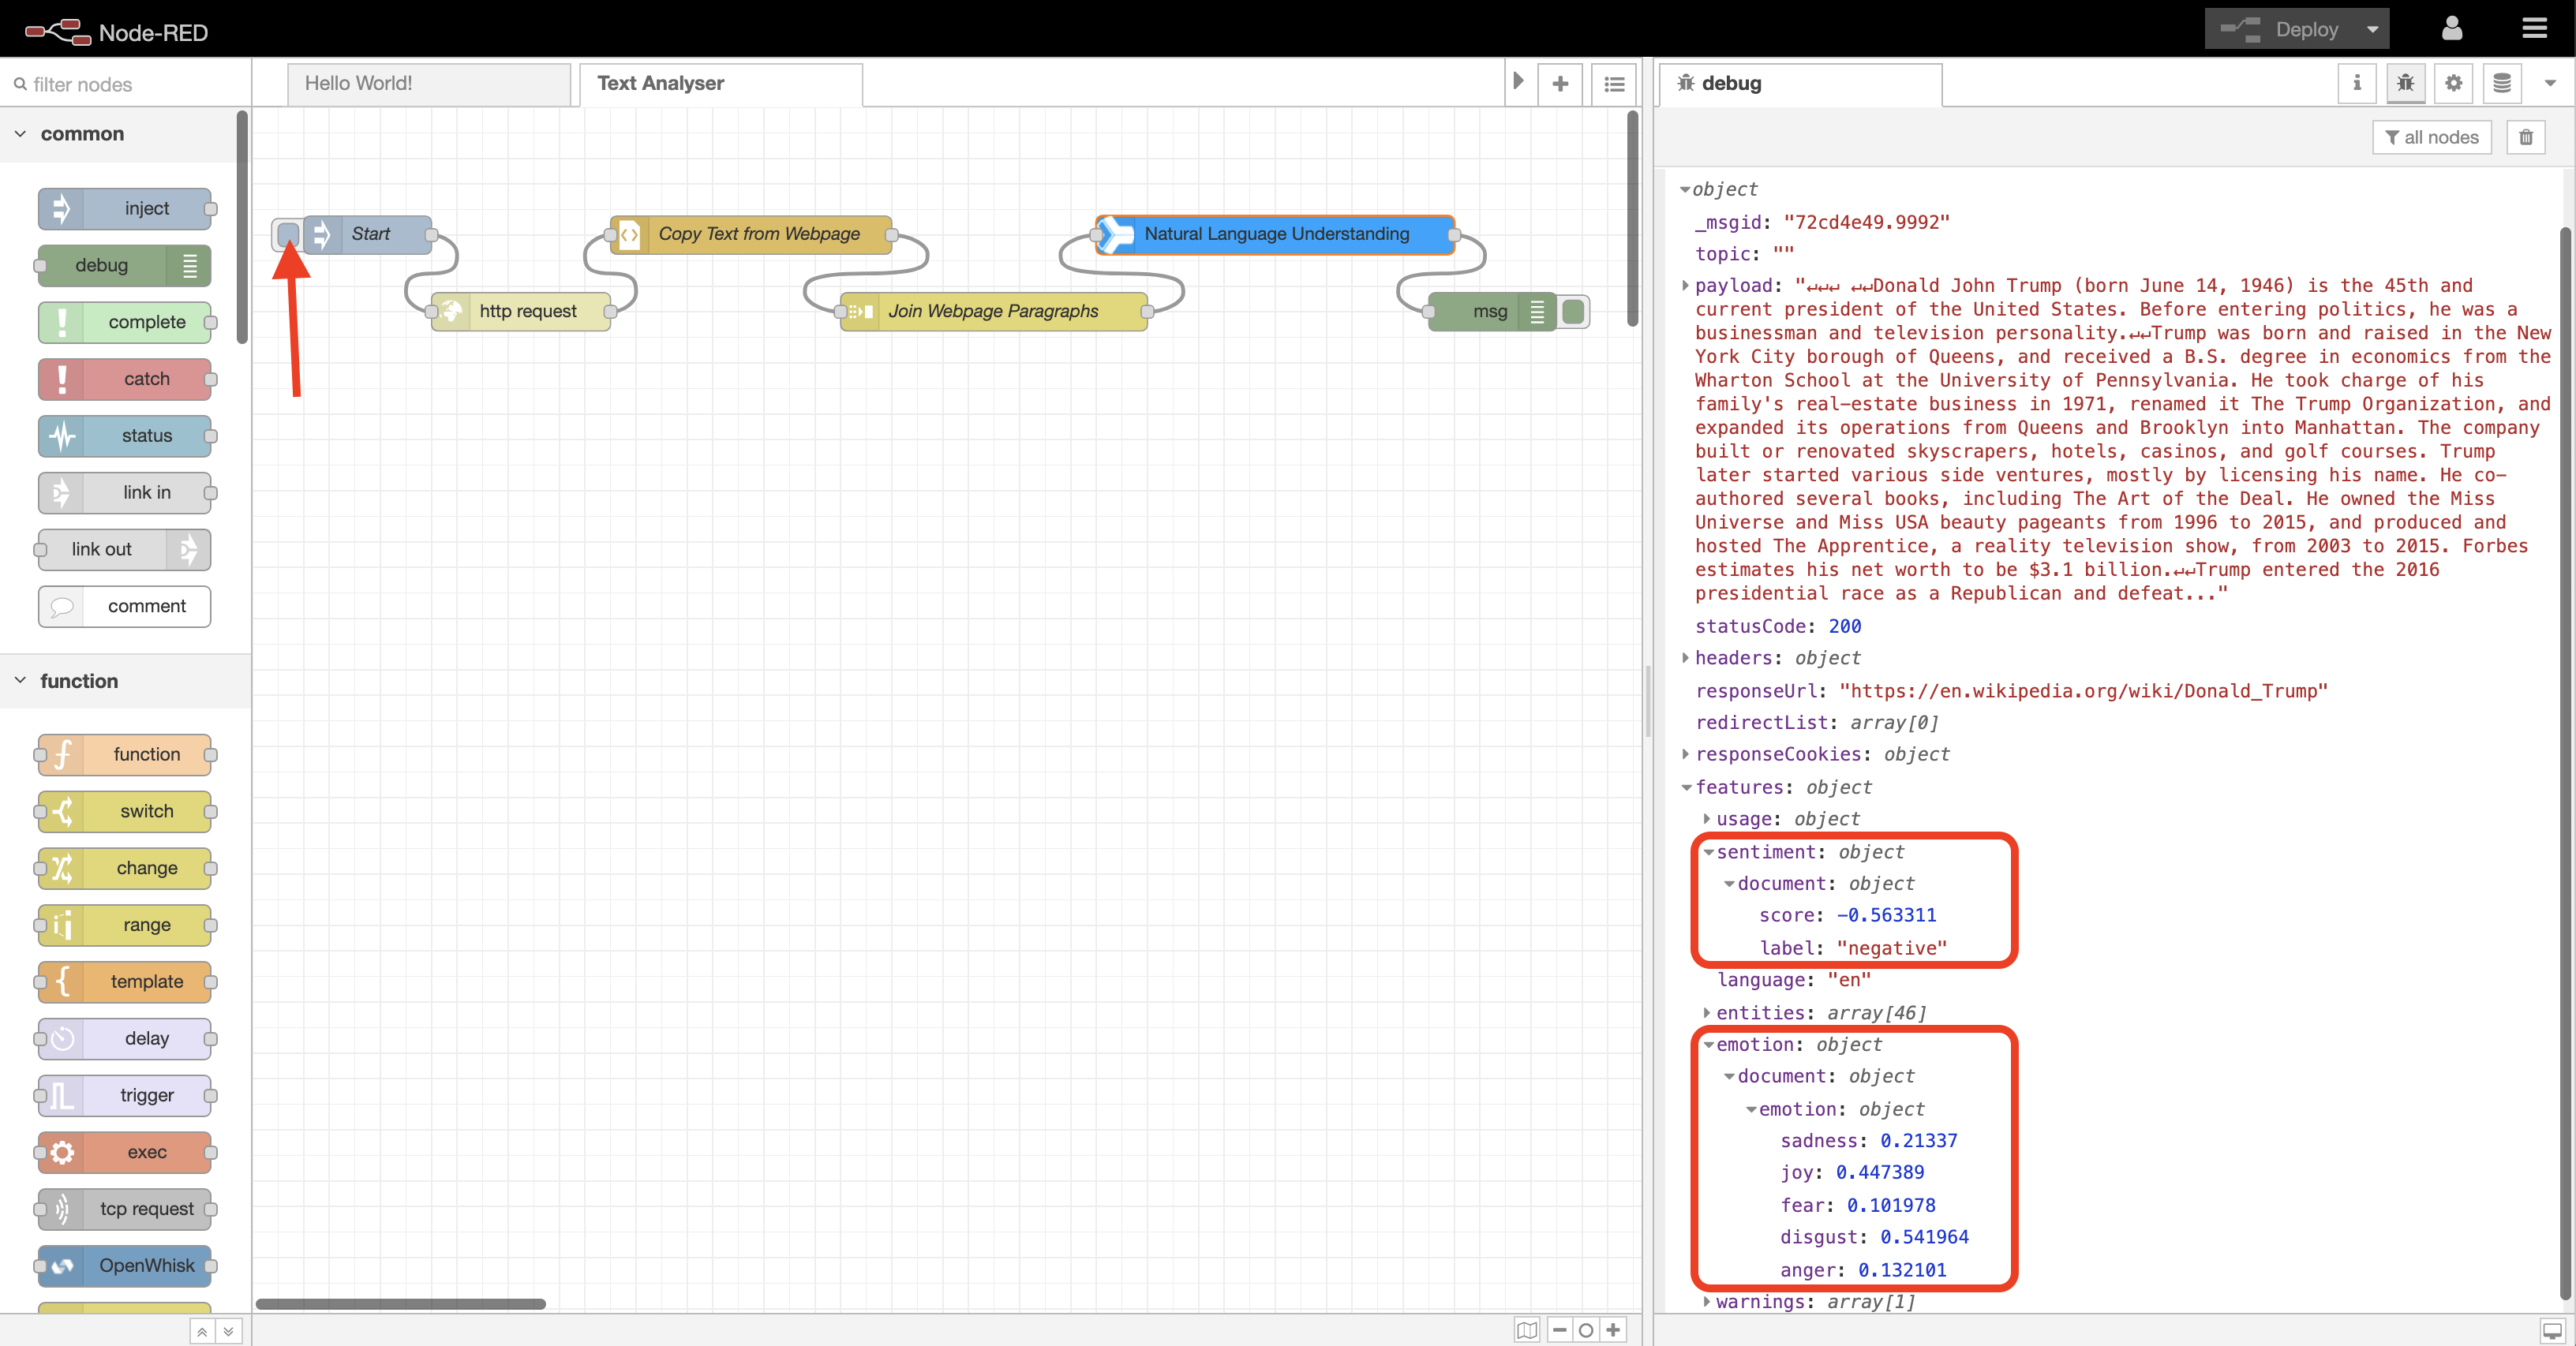 Node-RED
Deploy
filter nodes
Hello World!
Text Analyser
debug
i
all nodes
common
inject
debug
complete
catch
status
link in
link out
comment
function
function
switch
change
range
template
delay
trigger
exec
tcp request
OpenWhisk
Start
http request
Copy Text from Webpage
Join Webpage Paragraphs
Natural Language Understanding
msg
object
_msgid: "72cd4e49.9992"
topic: ""
payload: "↵↵↵ ↵↵Donald John Trump (born June 14, 1946) is the 45th and
current president of the United States. Before entering politics, he was a
businessman and television personality.↵↵Trump was born and raised in the New
York City borough of Queens, and received a B.S. degree in economics from the
Wharton School at the University of Pennsylvania. He took charge of his
family's real-estate business in 1971, renamed it The Trump Organization, and
expanded its operations from Queens and Brooklyn into Manhattan. The company
built or renovated skyscrapers, hotels, casinos, and golf courses. Trump
later started various side ventures, mostly by licensing his name. He co-
authored several books, including The Art of the Deal. He owned the Miss
Universe and Miss USA beauty pageants from 1996 to 2015, and produced and
hosted The Apprentice, a reality television show, from 2003 to 2015. Forbes
estimates his net worth to be $3.1 billion.↵↵Trump entered the 2016
presidential race as a Republican and defeat..."
statusCode: 200
headers: object
responseUrl: "https://en.wikipedia.org/wiki/Donald_Trump"
redirectList: array[0]
responseCookies: object
features: object
usage: object
sentiment: object
document: object
score: -0.563311
label: "negative"
language: "en"
entities: array[46]
emotion: object
document: object
emotion: object
sadness: 0.21337
joy: 0.447389
fear: 0.101978
disgust: 0.541964
anger: 0.132101
warnings: array[1]